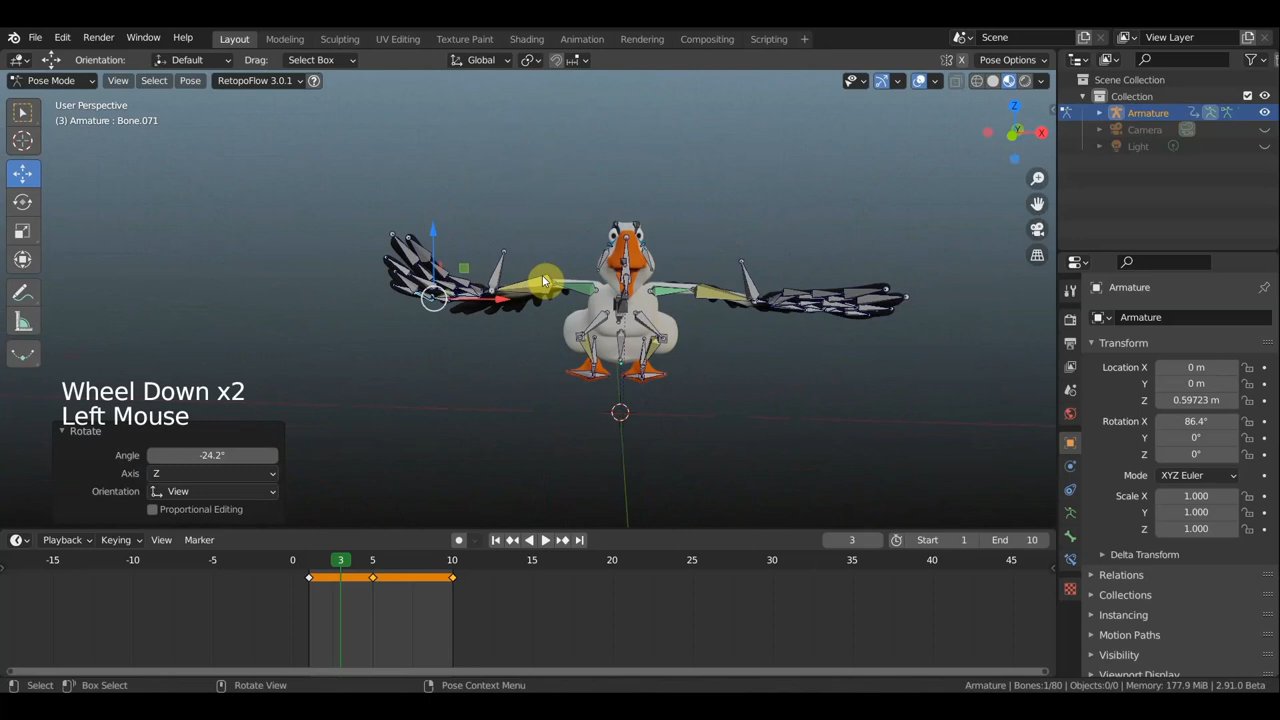 File Edit Render Window Help Layout Modeling Sculpting UV Editing Texture Paint Shading Animation Rendering Compositing Scripting + Scene View Layer
Orientation: Default Drag: Select Box Global X Pose Options
Pose Mode View Select Pose RetopoFlow 3.0.1 ?
User Perspective
(3) Armature : Bone.071
Z
Y
X
Scene Collection
Collection
Armature
Camera
Light
Wheel Down x2
Left Mouse
Rotate
Angle -24.2°
Axis Z
Orientation View
Proportional Editing
Armature
Armature
Transform
Location X 0 m
Y 0 m
Z 0.59723 m
Rotation X 86.4°
Y 0°
Z 0°
Mode XYZ Euler
Scale X 1.000
Y 1.000
Z 1.000
Delta Transform
Relations
Collections
Instancing
Motion Paths
Visibility
Viewport Display
Playback Keying View Marker 3 Start 1 End 10
-15 -10 -5 0 3 5 10 15 20 25 30 35 40 45
Select Box Select Rotate View Pose Context Menu Armature | Bones:1/80 | Objects:0/0 | Memory: 177.9 MiB | 2.91.0 Beta